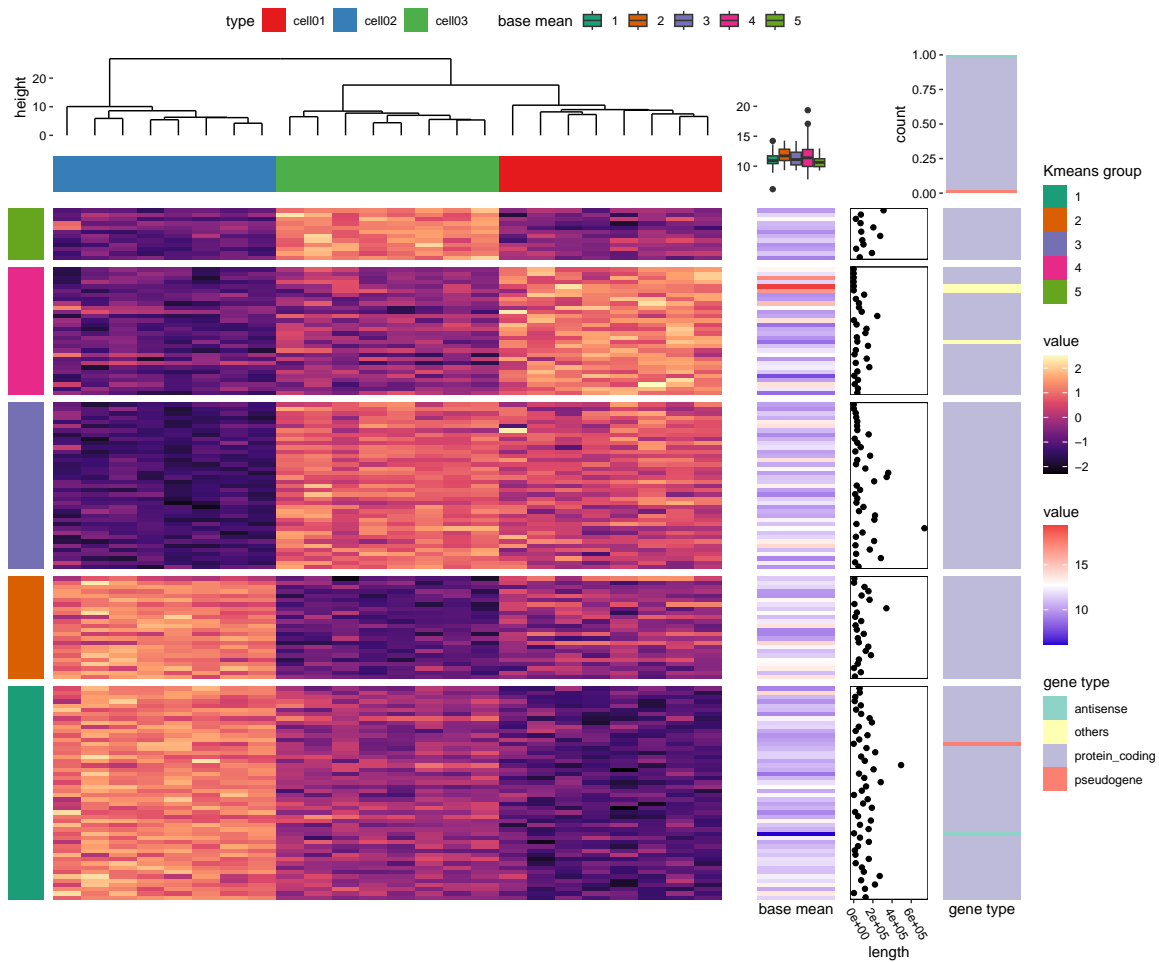 type cell01 cell02 cell03 base mean 1 2 3 4 5
height
20
10
0
20
15
10
count
1.00
0.75
0.50
0.25
0.00
Kmeans group
1
2
3
4
5
value
2
1
0
−1
−2
value
15
10
gene type
antisense
others
protein_coding
pseudogene
base mean
0e+00
2e+05
4e+05
6e+05
length
gene type